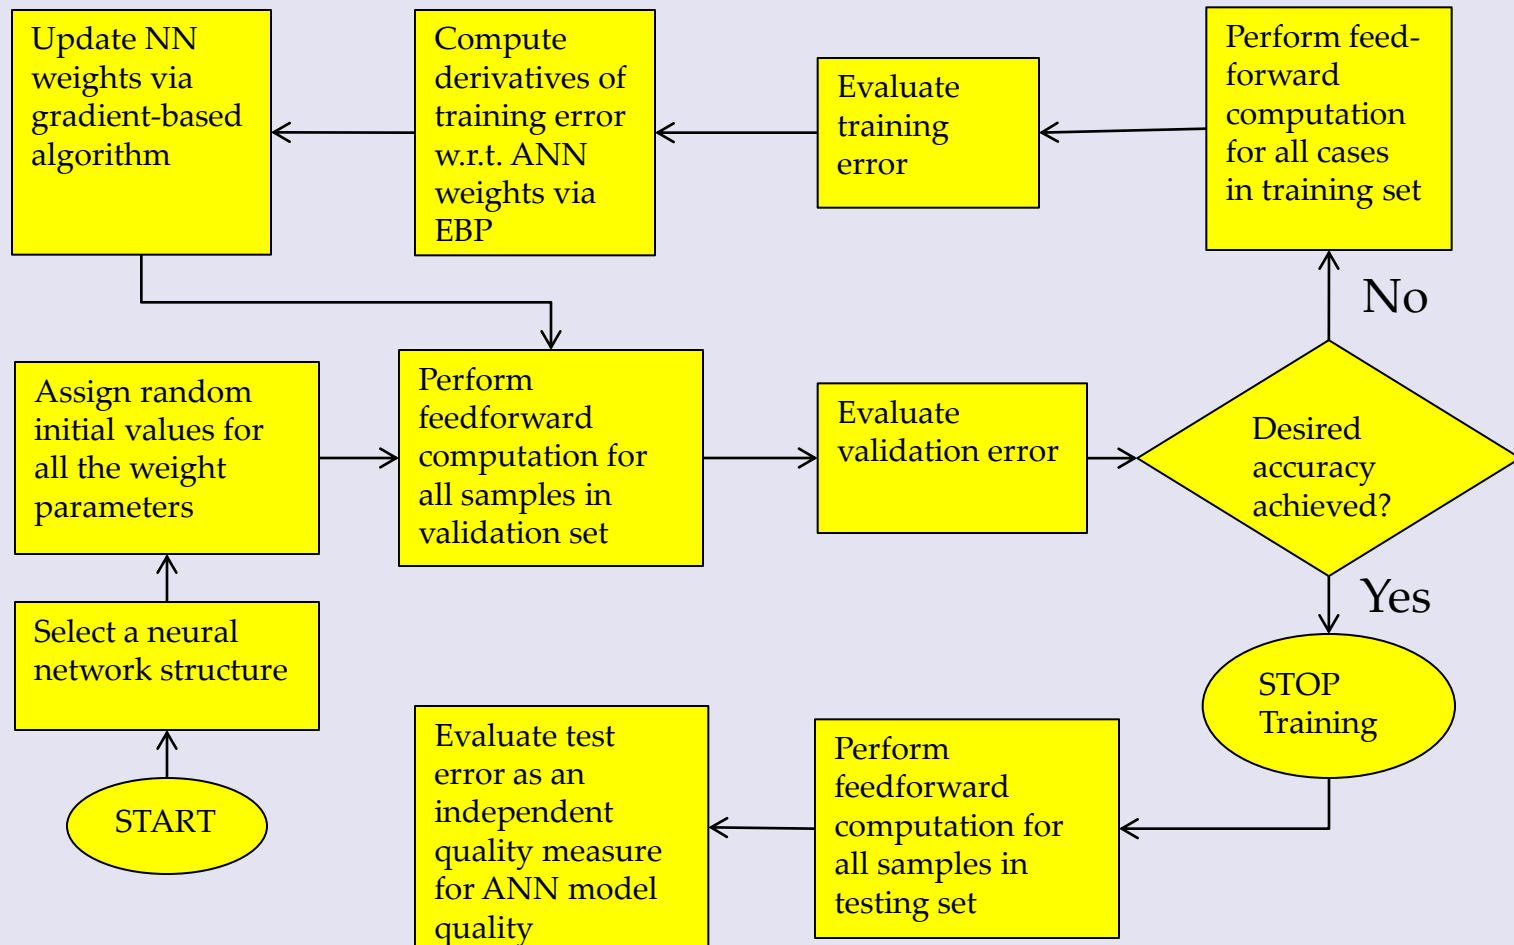 Update NN
weights via
gradient-based
algorithm
Compute
derivatives of
training error
w.r.t. ANN
weights via
EBP
Evaluate
training
error
Perform feed-
forward
computation
for all cases
in training set
No
Assign random
initial values for
all the weight
parameters
Perform
feedforward
computation for
all samples in
validation set
Evaluate
validation error
Desired
accuracy
achieved?
Yes
Select a neural
network structure
START
STOP
Training
Evaluate test
error as an
independent
quality measure
for ANN model
quality
Perform
feedforward
computation for
all samples in
testing set